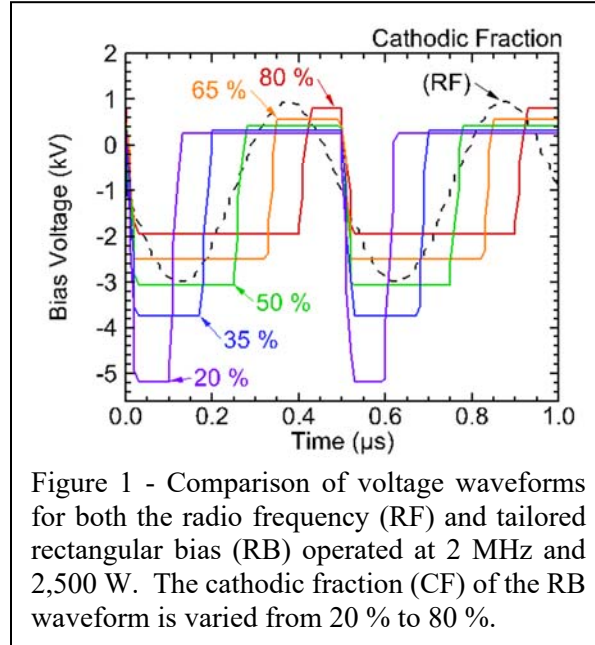 Cathodic Fraction
80 %
(RF)
65 %
50 %
35 %
20 %
2
1
0
-1
-2
-3
-4
-5
Bias Voltage (kV)
0.0 0.2 0.4 0.6 0.8 1.0
Time (µs)
Figure 1 - Comparison of voltage waveforms
for both the radio frequency (RF) and tailored
rectangular bias (RB) operated at 2 MHz and
2,500 W. The cathodic fraction (CF) of the RB
waveform is varied from 20 % to 80 %.